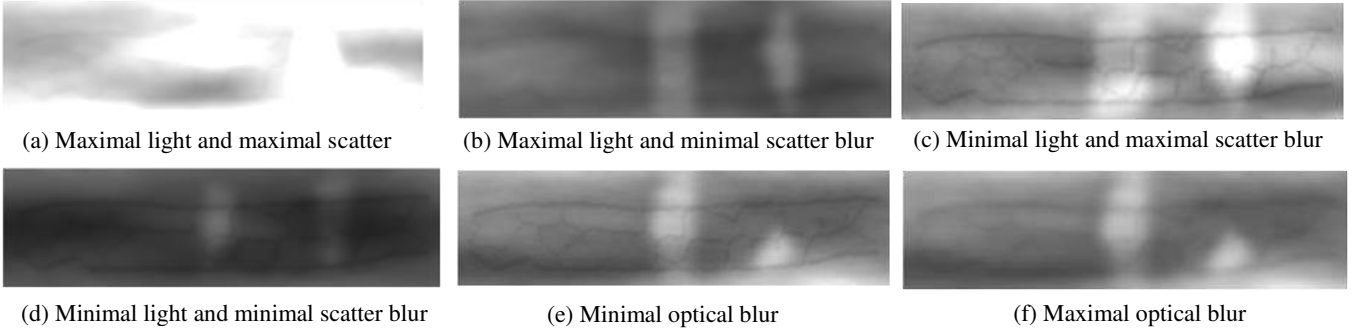 (a) Maximal light and maximal scatter
(b) Maximal light and minimal scatter blur
(c) Minimal light and maximal scatter blur
(d) Minimal light and minimal scatter blur
(e) Minimal optical blur
(f) Maximal optical blur